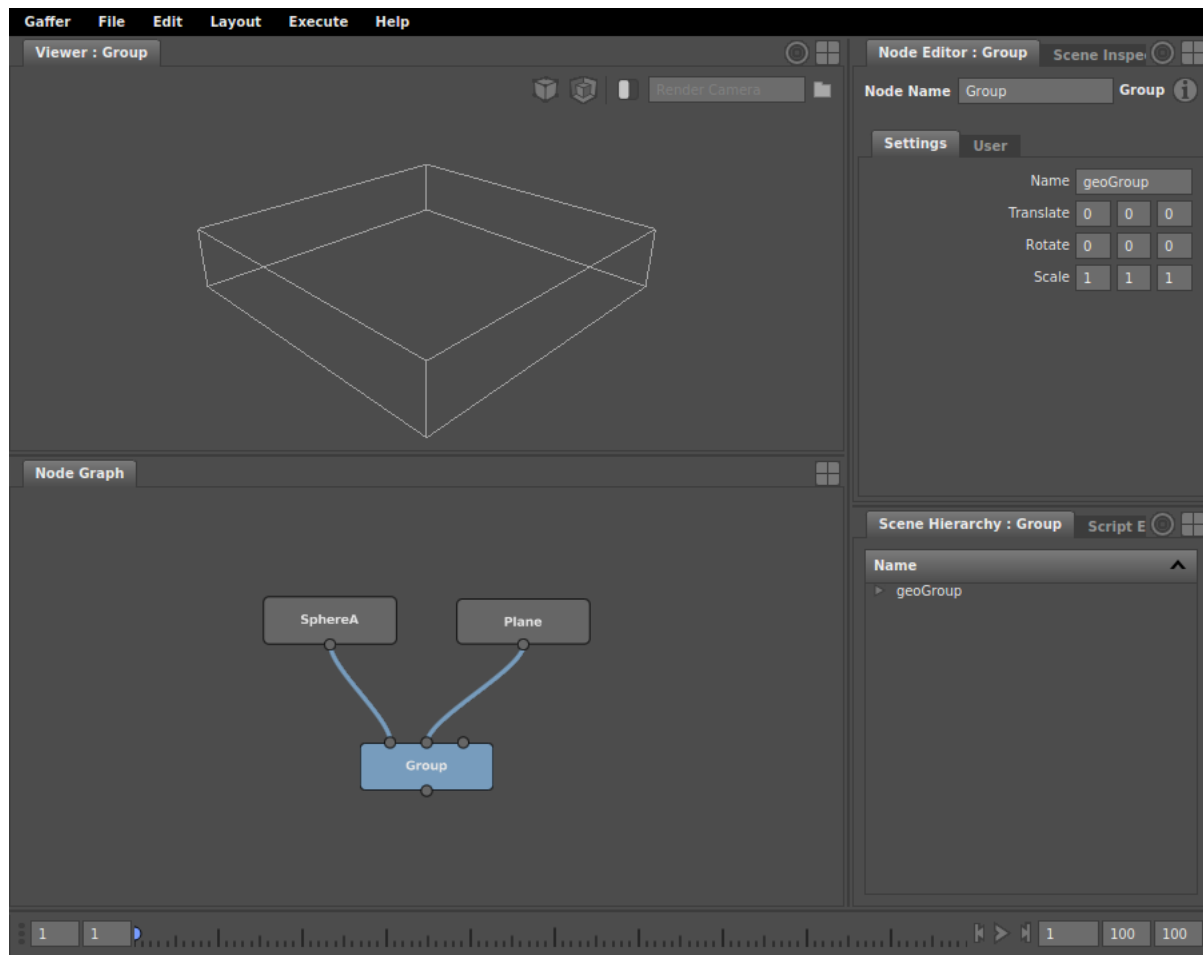 Gaffer File Edit Layout Execute Help
Viewer : Group
Render Camera
Node Editor : Group Scene Inspe
Node Name Group Group
Settings User
Name geoGroup
Translate 0 0 0
Rotate 0 0 0
Scale 1 1 1
Node Graph
SphereA
Plane
Group
Scene Hierarchy : Group Script E
Name
geoGroup
1 1 1 100 100